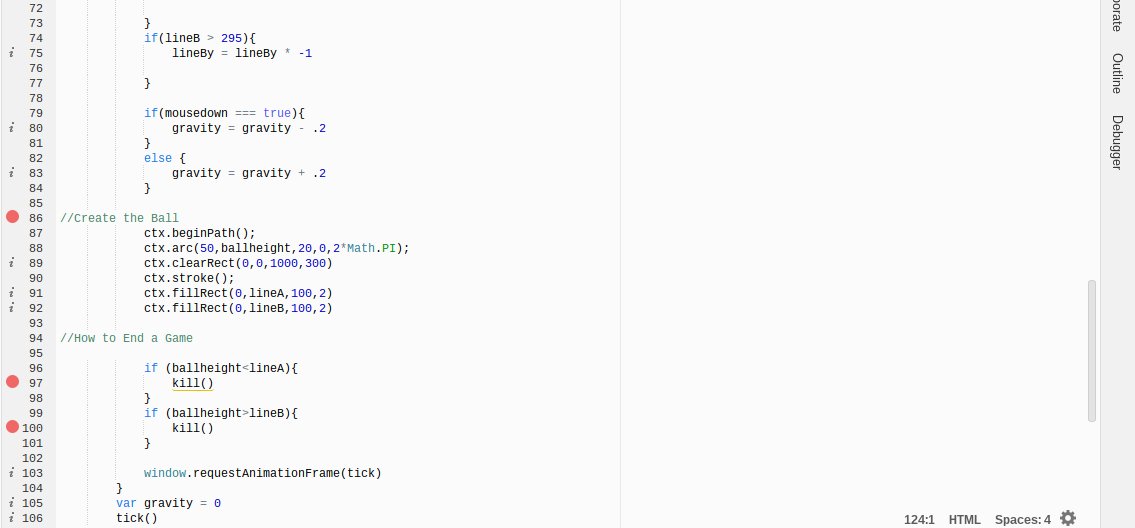 72
73 }
74 if(lineB > 295){
i 75 lineBy = lineBy * -1
76
77 }
78
79 if(mousedown === true){
i 80 gravity = gravity - .2
81 }
82 else {
i 83 gravity = gravity + .2
84 }
85
86 //Create the Ball
87 ctx.beginPath();
88 ctx.arc(50,ballheight,20,0,2*Math.PI);
i 89 ctx.clearRect(0,0,1000,300)
90 ctx.stroke();
i 91 ctx.fillRect(0,lineA,100,2)
i 92 ctx.fillRect(0,lineB,100,2)
93
94 //How to End a Game
95
96 if (ballheight<lineA){
97 kill()
98 }
99 if (ballheight>lineB){
100 kill()
101 }
102
i 103 window.requestAnimationFrame(tick)
104 }
i 105 var gravity = 0
i 106 tick()
124:1 HTML Spaces: 4
porate
Outline
Debugger